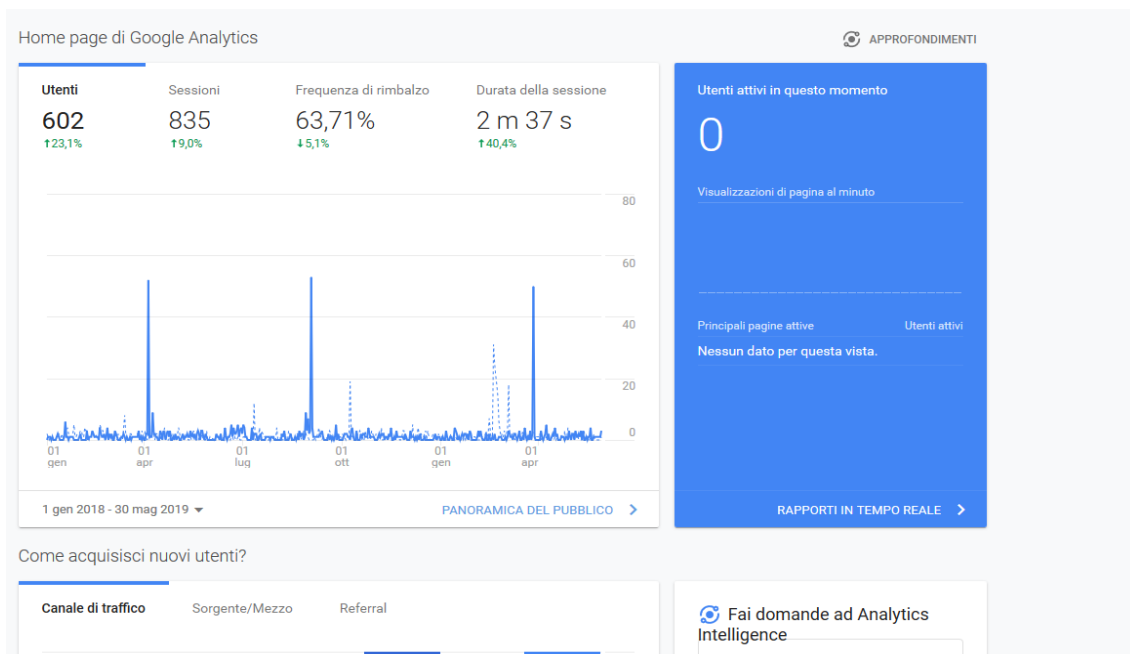 Home page di Google Analytics
APPROFONDIMENTI
Utenti
Sessioni
Frequenza di rimbalzo
Durata della sessione
602
835
63,71%
2 m 37 s
↑23,1%
↑9,0%
↓5,1%
↑40,4%
80
60
40
20
0
01 01 01 01 01 01
gen apr lug ott gen apr
1 gen 2018 - 30 mag 2019
PANORAMICA DEL PUBBLICO
Utenti attivi in questo momento
0
Visualizzazioni di pagina al minuto
Principali pagine attive
Utenti attivi
Nessun dato per questa vista.
RAPPORTI IN TEMPO REALE
Come acquisisci nuovi utenti?
Canale di traffico
Sorgente/Mezzo
Referral
Fai domande ad Analytics
Intelligence